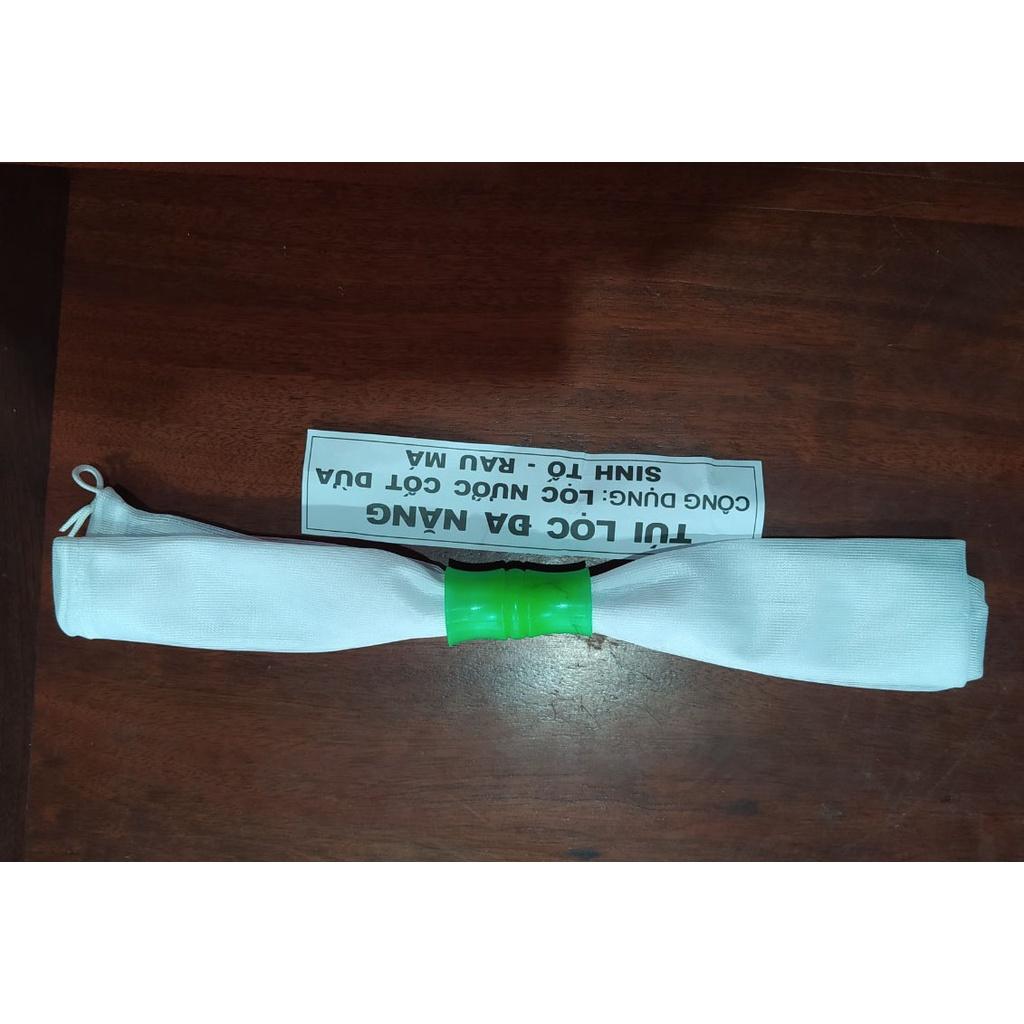 TÚI LỌC ĐA NĂNG
CÔNG DỤNG: LỌC NƯỚC CỐT DỪA
SINH TỐ - RAU MÁ